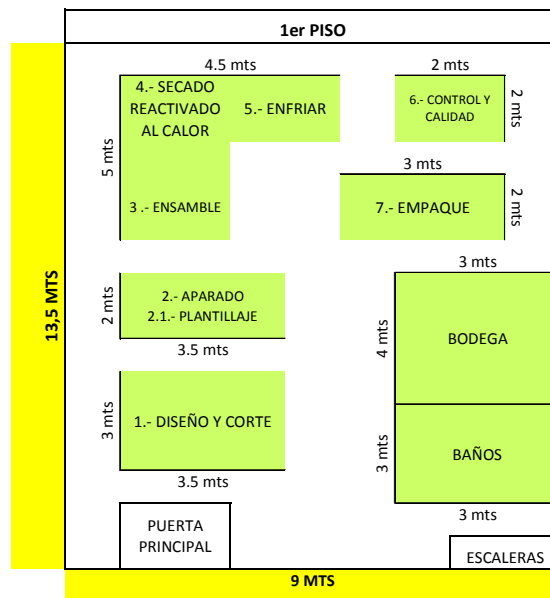 1er PISO
4.5 mts
2 mts
4.- SECADO
REACTIVADO
AL CALOR
5.- ENFRIAR
6.- CONTROL Y
CALIDAD
2 mts
5 mts
3 mts
3 .- ENSAMBLE
7.- EMPAQUE
2 mts
13,5 MTS
3 mts
2 mts
2.- APARADO
2.1.- PLANTILLAJE
3.5 mts
4 mts
BODEGA
3 mts
1.- DISEÑO Y CORTE
3.5 mts
3 mts
BAÑOS
3 mts
PUERTA
PRINCIPAL
ESCALERAS
9 MTS